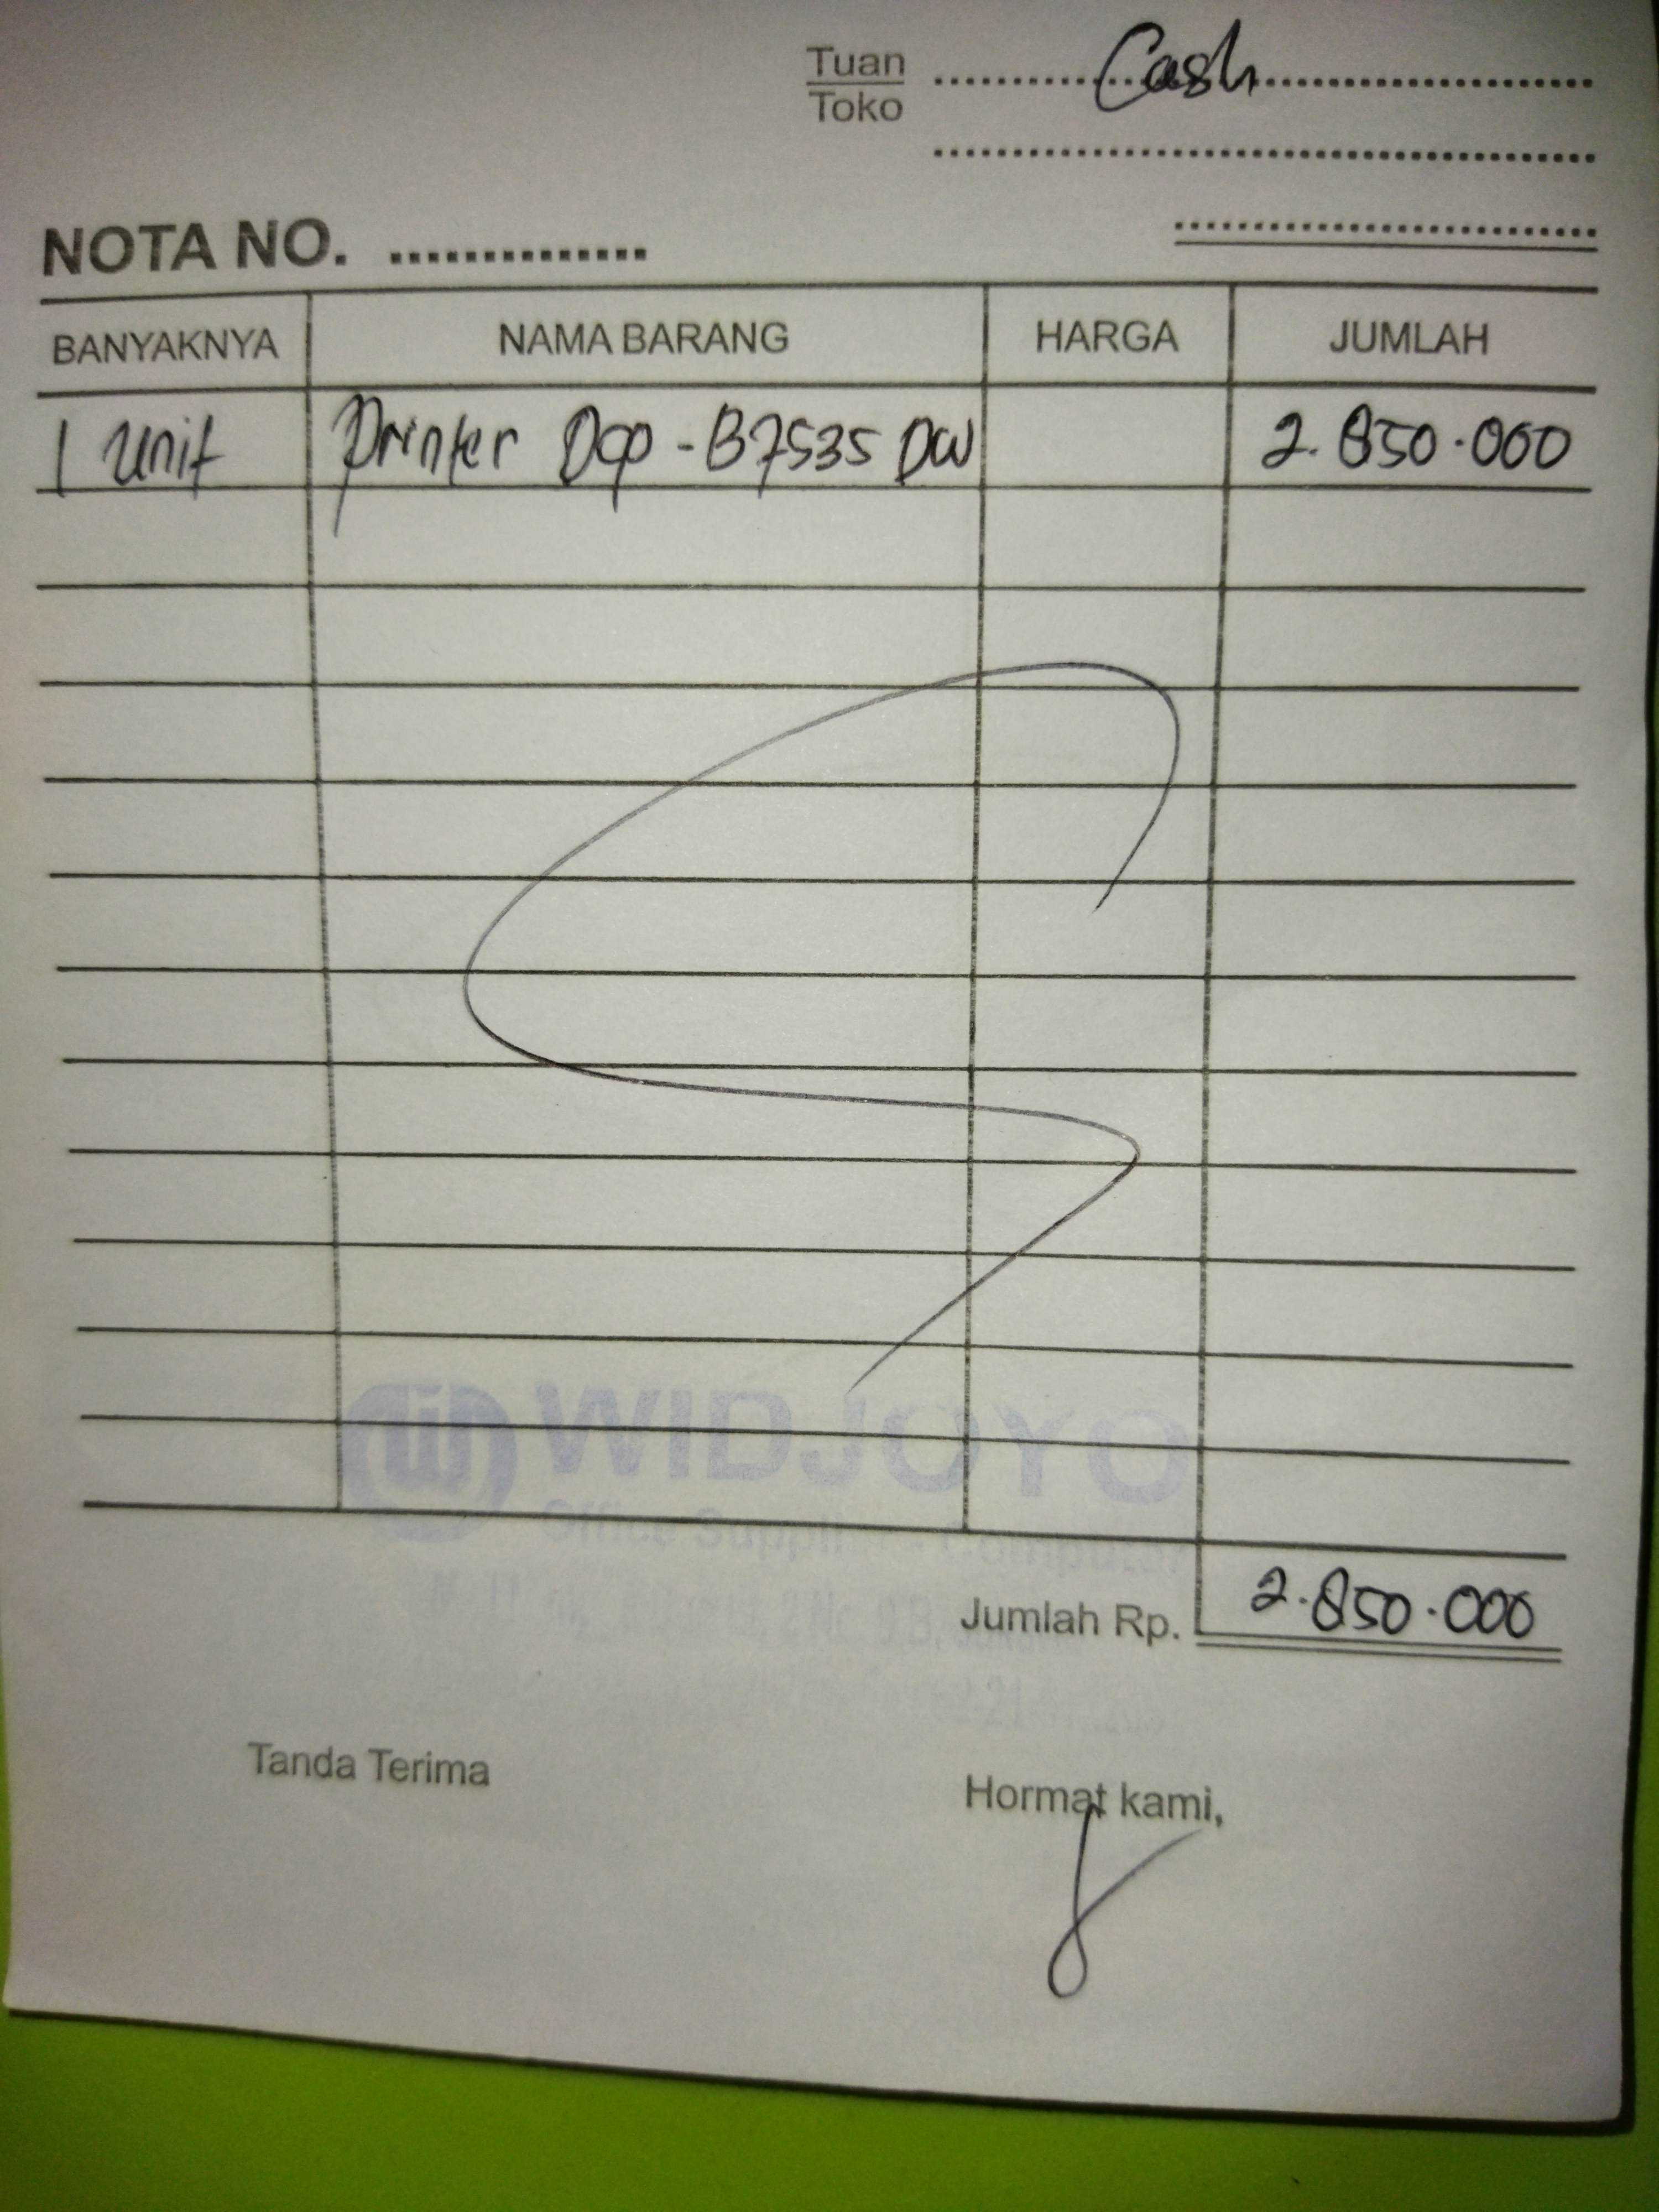 Tuan Cash
Toko
NOTA NO.
BANYAKNYA NAMA BARANG HARGA JUMLAH
1 Unit Printer Dcp - B7535 DW 2.850.000
WIDJOYO
Office Supplies - Computer
Jumlah Rp. 2.850.000
Tanda Terima
Hormat kami,